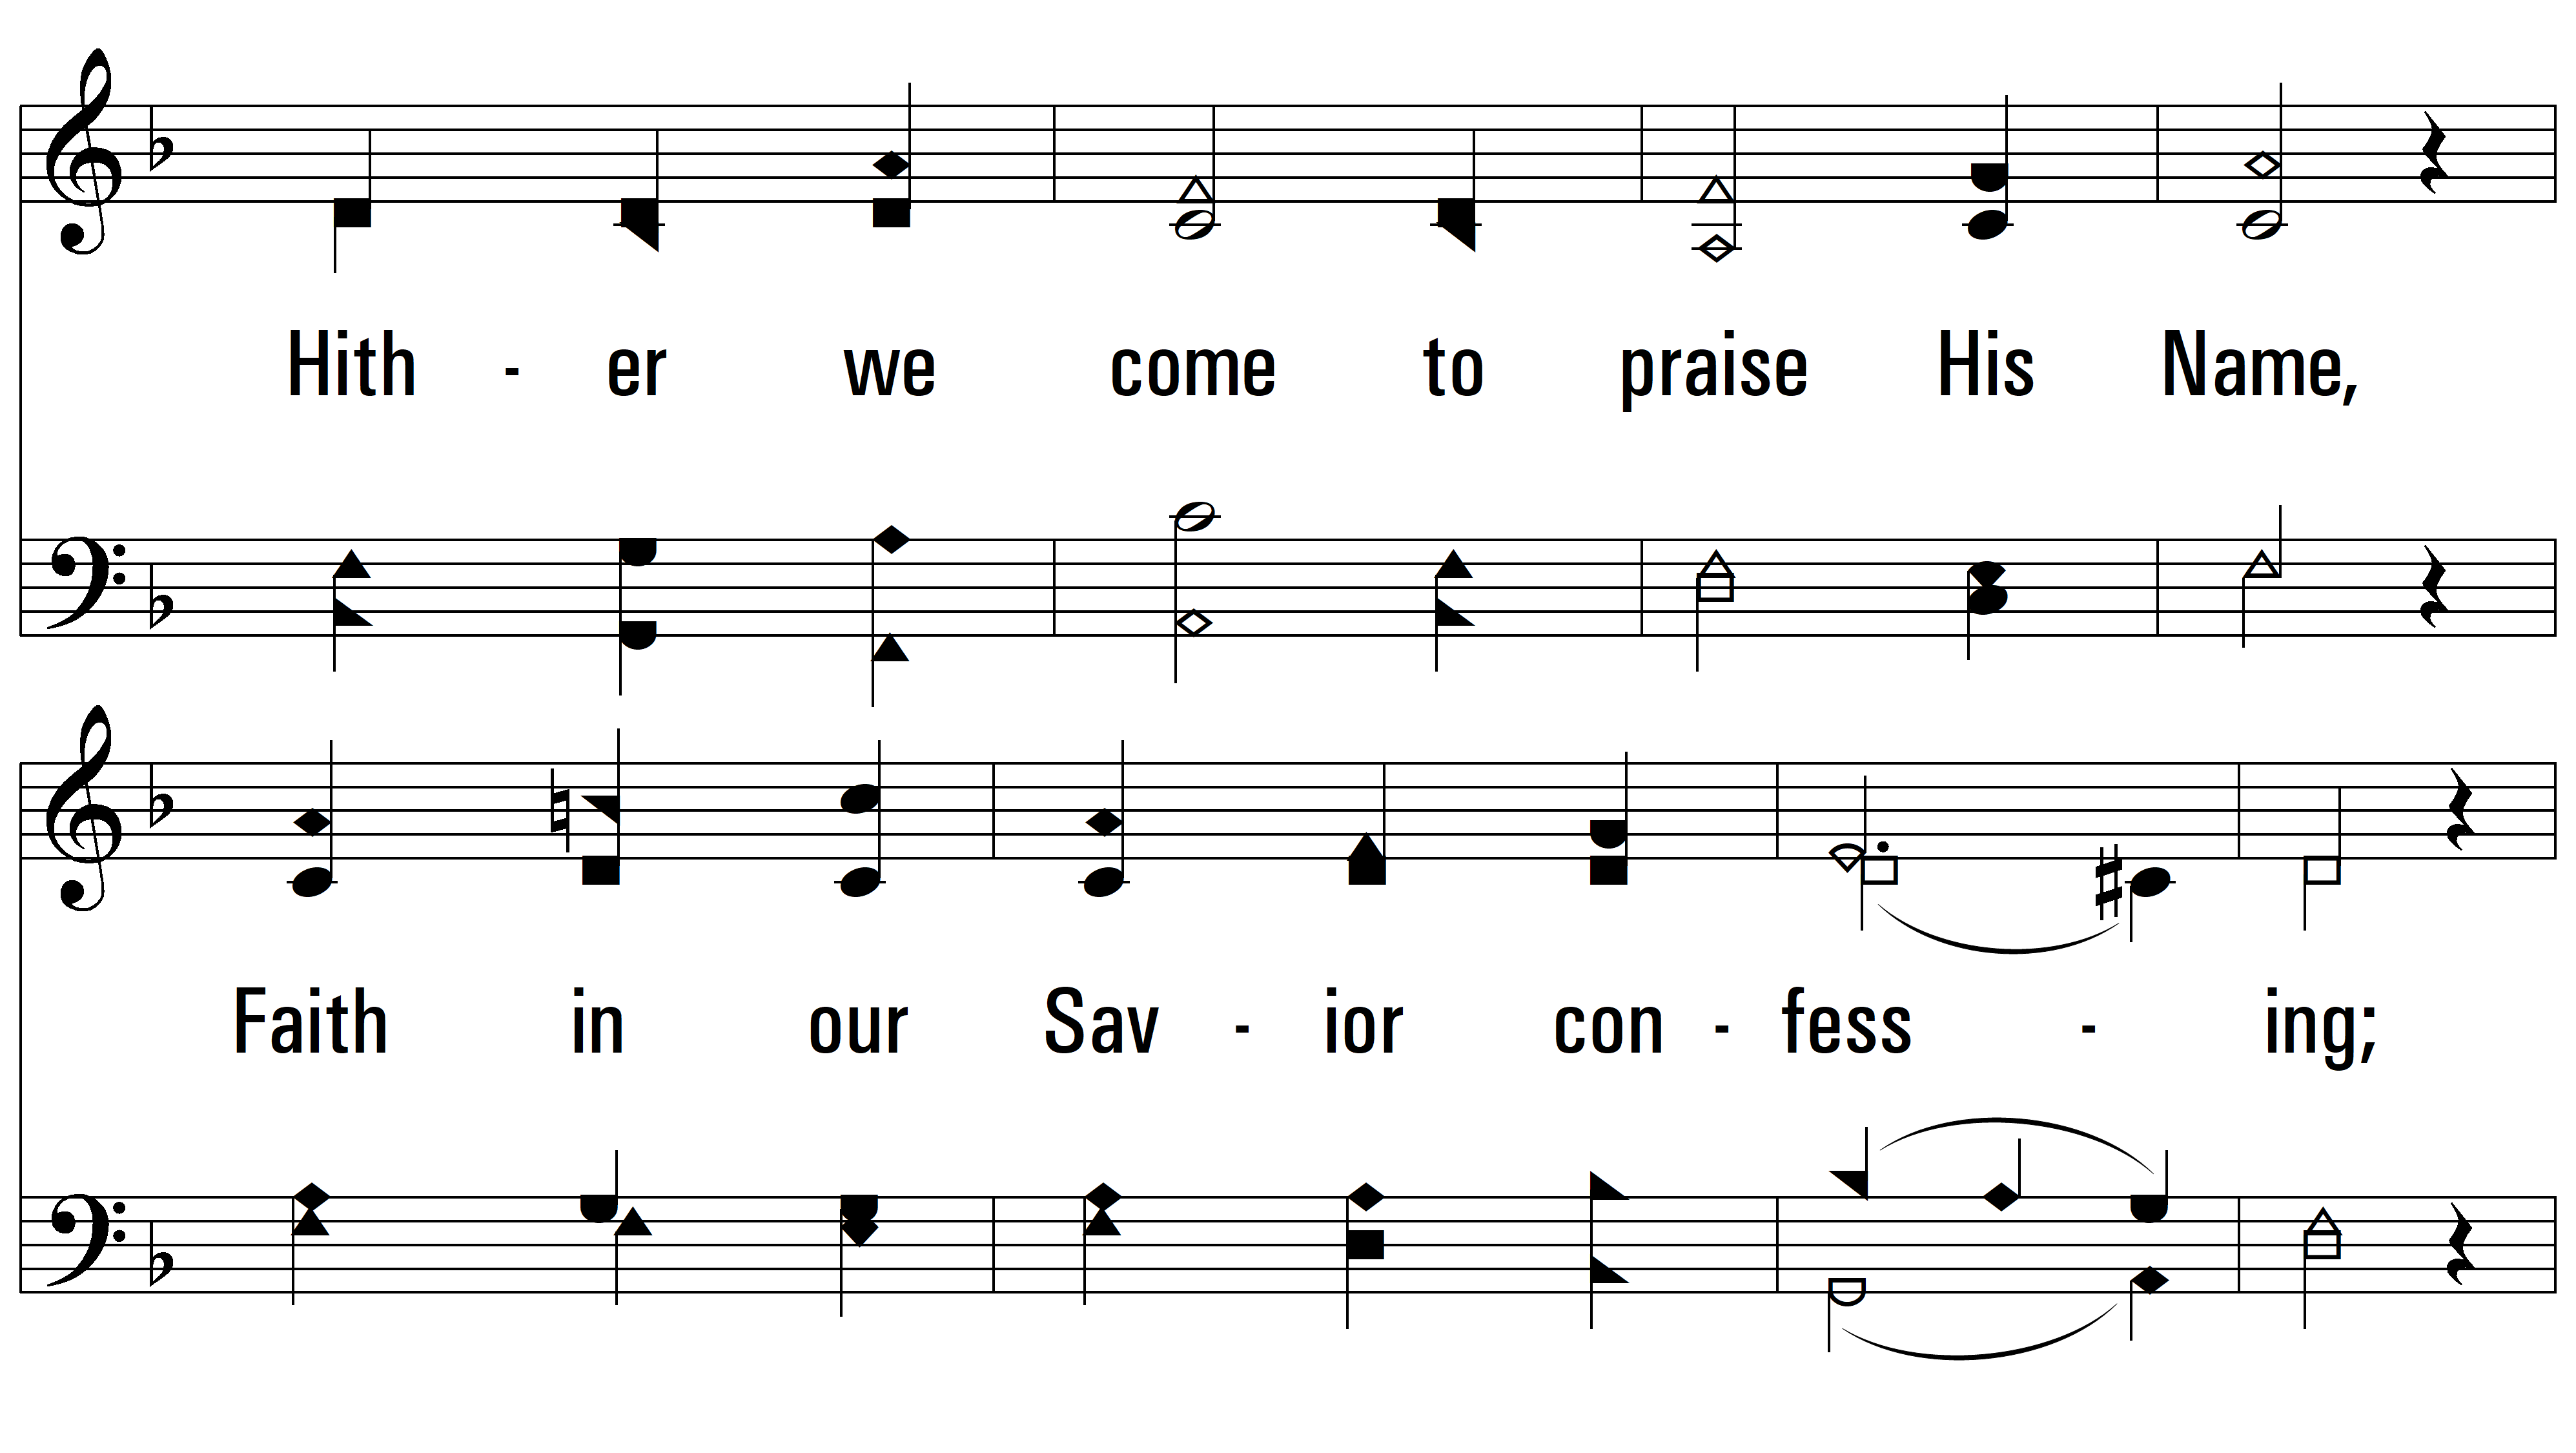 Hith - er we come to praise His Name,
Faith in our Sav - ior con - fess - ing;